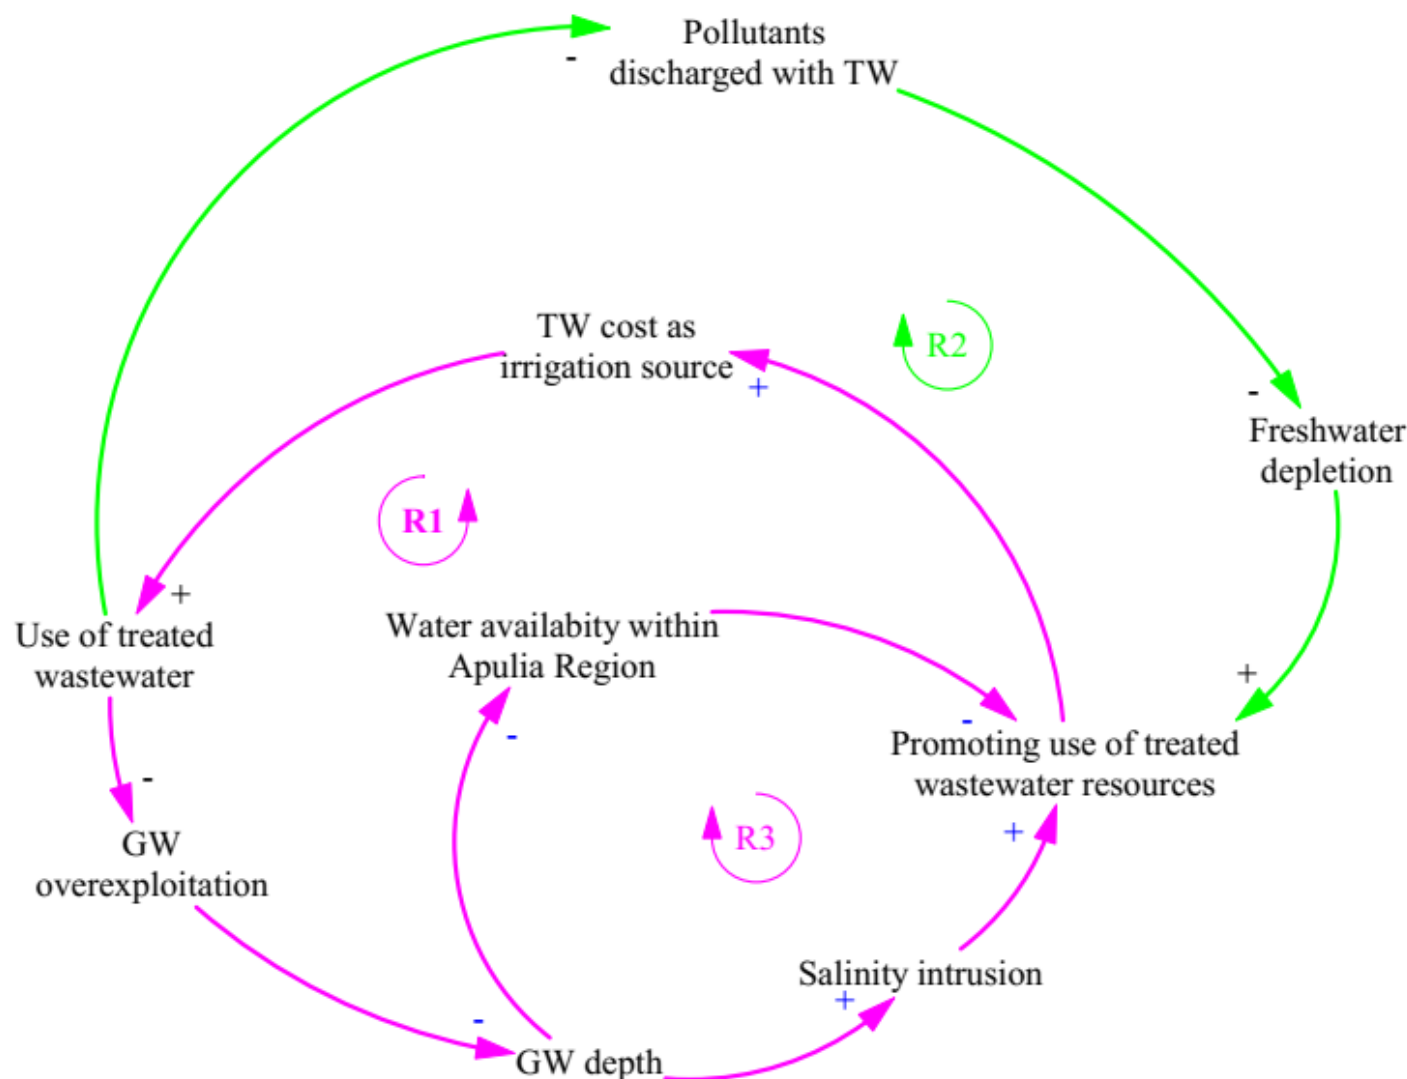 Pollutants
discharged with TW
-
TW cost as
irrigation source
+
R2
-
Freshwater
depletion
R1
+
Use of treated
wastewater
Water availabity within
Apulia Region
+
-
-
Promoting use of treated
wastewater resources
-
GW
overexploitation
R3
+
Salinity intrusion
+
-
GW depth